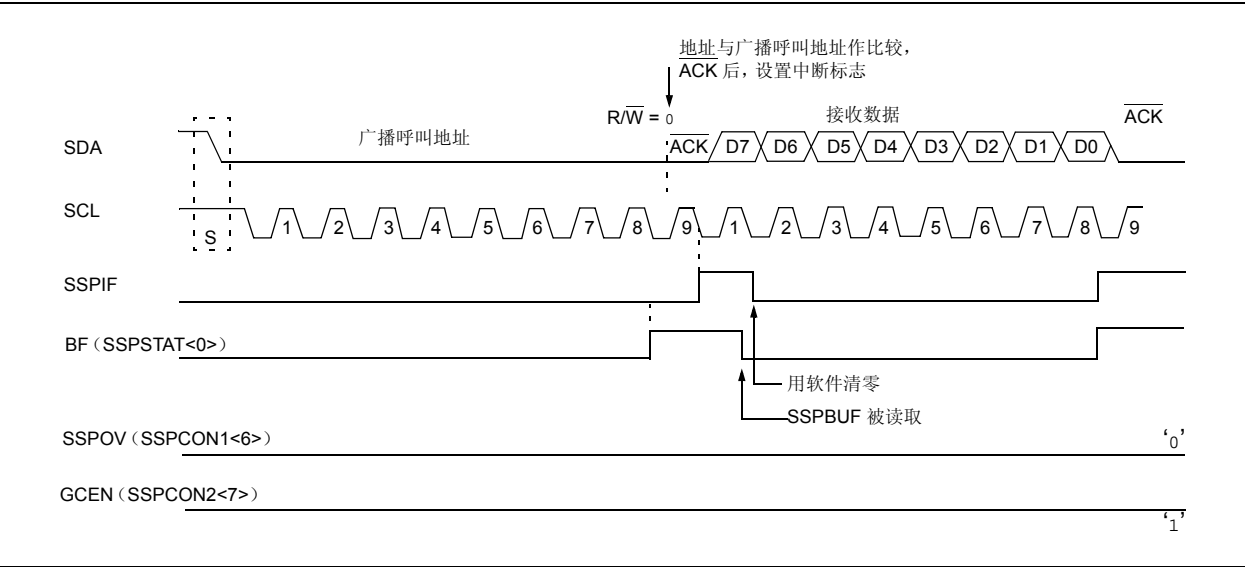 地址与广播呼叫地址作比较，
ACK 后，设置中断标志
R/W = 0
广播呼叫地址
接收数据
ACK
SDA
ACK D7 D6 D5 D4 D3 D2 D1 D0
SCL
S
1 2 3 4 5 6 7 8 9 1 2 3 4 5 6 7 8 9
SSPIF
BF（SSPSTAT<0>）
用软件清零
SSPBUF 被读取
SSPOV（SSPCON1<6>）
‘0’
GCEN（SSPCON2<7>）
‘1’